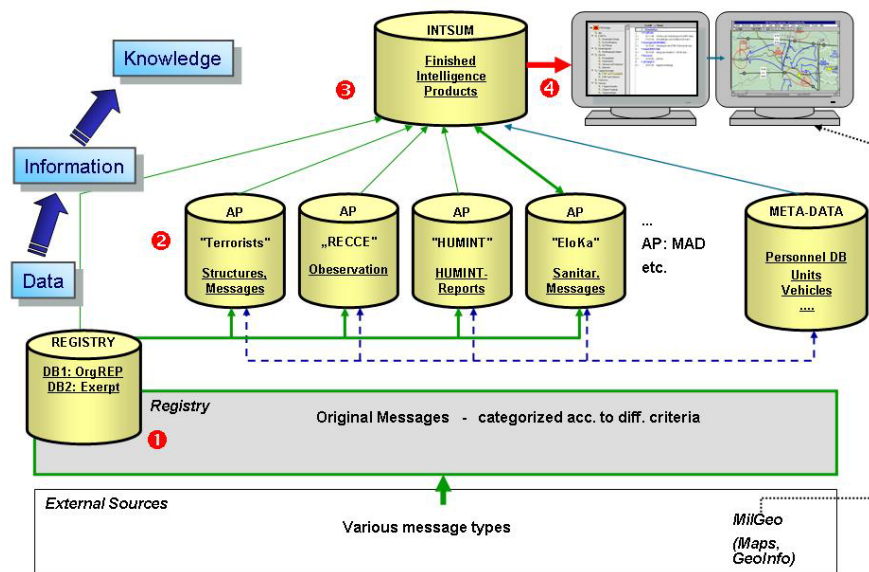 INTSUM
Finished
Intelligence
Products
3
4
Knowledge
Information
Data
2
AP
"Terrorists"
Structures,
Messages
AP
„RECCE"
Obeservation
AP
"HUMINT"
HUMINT-
Reports
AP
"EloKa"
Sanitar,
Messages
...
AP: MAD
etc.
META-DATA
Personnel DB
Units
Vehicles
....
REGISTRY
DB1: OrgREP
DB2: Exerpt
1
Registry
Original Messages - categorized acc. to diff. criteria
External Sources
Various message types
MilGeo
(Maps,
GeoInfo)